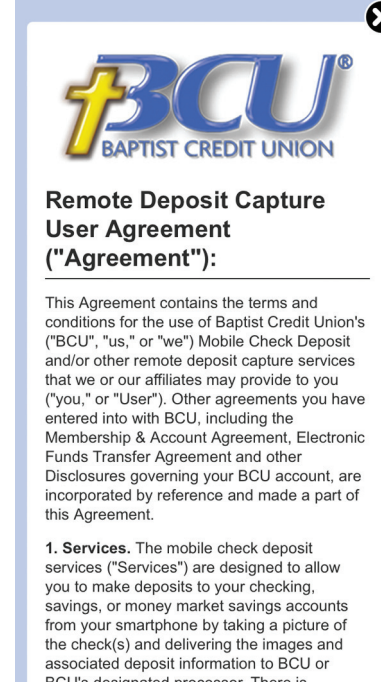 BCU®
BAPTIST CREDIT UNION
Remote Deposit Capture
User Agreement
("Agreement"):
This Agreement contains the terms and
conditions for the use of Baptist Credit Union's
("BCU", "us," or "we") Mobile Check Deposit
and/or other remote deposit capture services
that we or our affiliates may provide to you
("you," or "User"). Other agreements you have
entered into with BCU, including the
Membership & Account Agreement, Electronic
Funds Transfer Agreement and other
Disclosures governing your BCU account, are
incorporated by reference and made a part of
this Agreement.
1. Services. The mobile check deposit
services ("Services") are designed to allow
you to make deposits to your checking,
savings, or money market savings accounts
from your smartphone by taking a picture of
the check(s) and delivering the images and
associated deposit information to BCU or
BCU's designated processor. There is